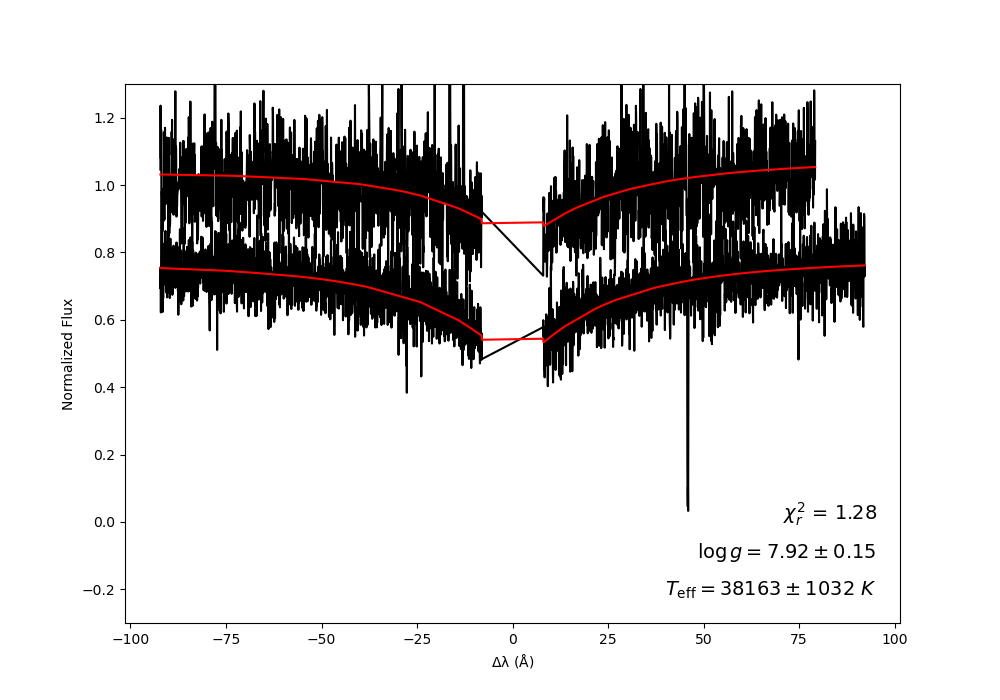 1.2
1.0
0.8
0.6
0.4
0.2
0.0
−0.2
Normalized Flux
χ²ᵣ = 1.28
log g = 7.92 ± 0.15
T_eff = 38163 ± 1032 K
−100 −75 −50 −25 0 25 50 75 100
Δλ (Å)